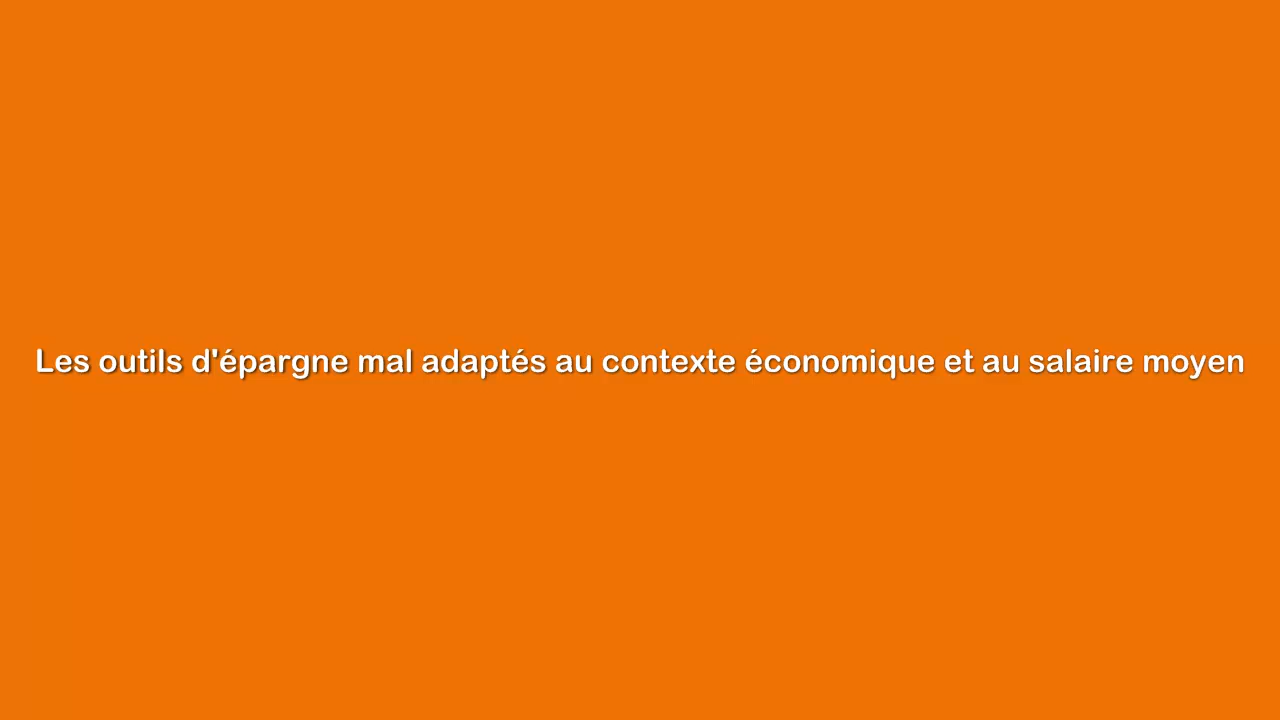 Les outils d'épargne mal adaptés au contexte économique et au salaire moyen